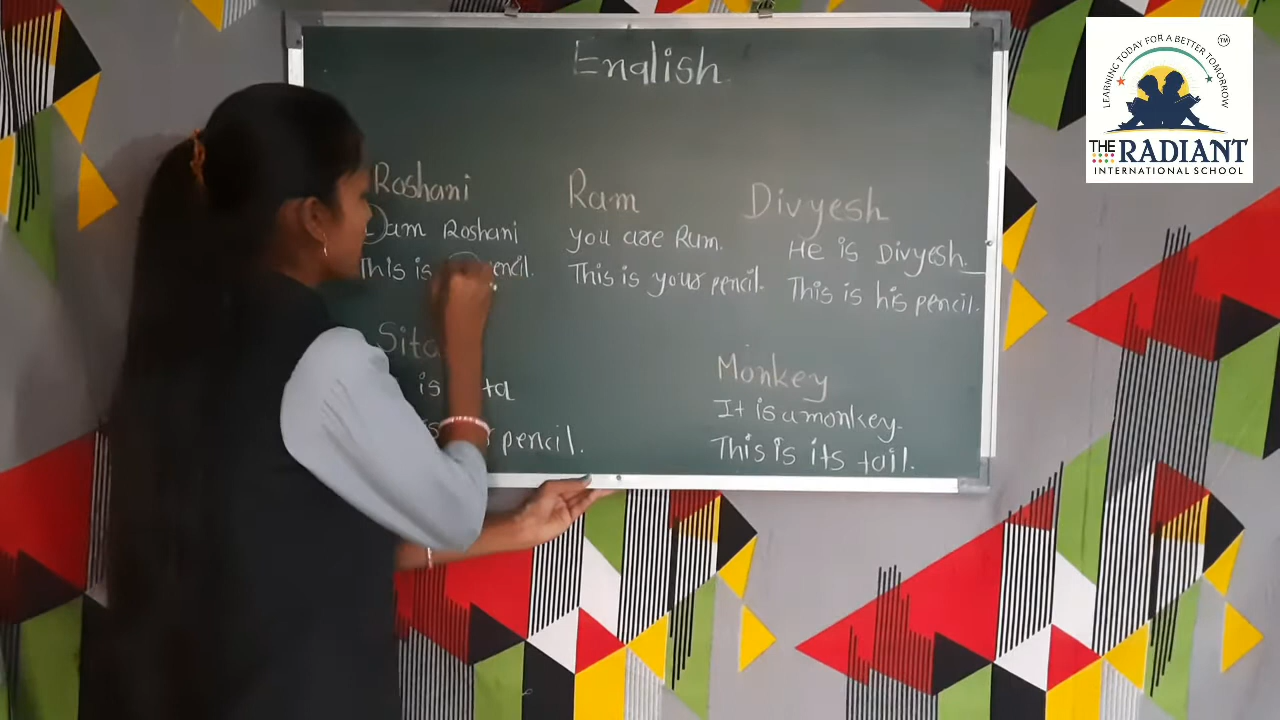 English
Roshani
I am Roshani
This is pencil.
Ram
you are Ram.
This is your pencil.
Divyesh
He is Divyesh.
This is his pencil.
Sita
is
pencil.
Monkey
It is a monkey.
This is its tail.
LEARNING TODAY FOR A BETTER TOMORROW
TM
THE RADIANT
INTERNATIONAL SCHOOL